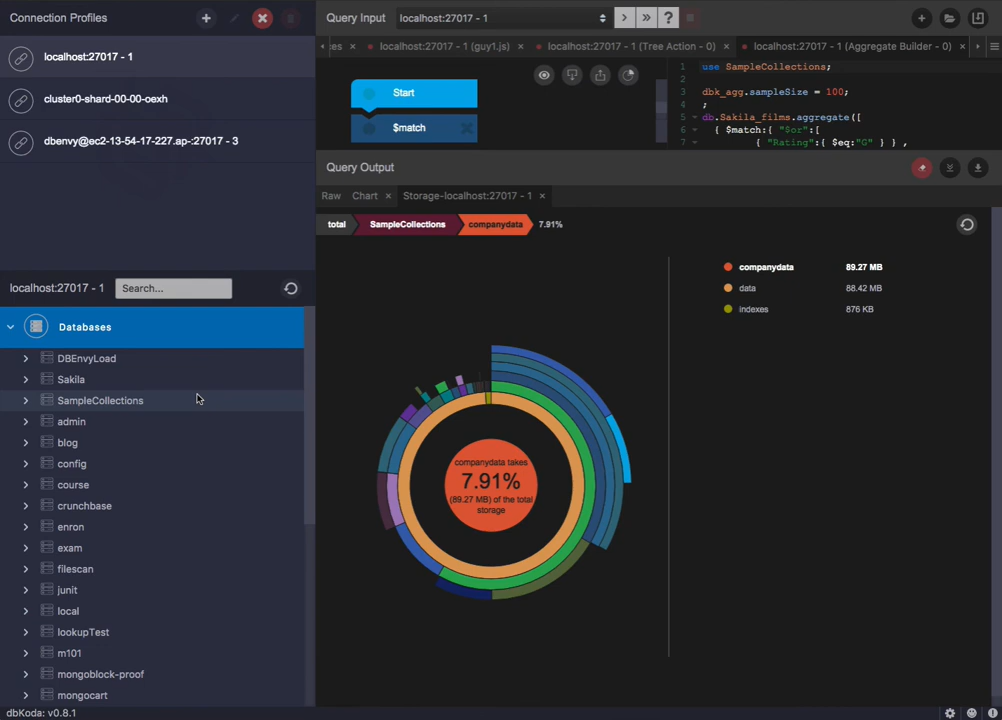 Connection Profiles
localhost:27017 - 1
cluster0-shard-00-00-oexh
dbenvy@ec2-13-54-17-227.ap-:27017 - 3
localhost:27017 - 1 Search...
Databases
DBEnvyLoad
Sakila
SampleCollections
admin
blog
config
course
crunchbase
enron
exam
filescan
junit
local
lookupTest
m101
mongoblock-proof
mongocart
dbKoda: v0.8.1
Query Input localhost:27017 - 1 > » ?
es × localhost:27017 - 1 (guy1.js) × localhost:27017 - 1 (Tree Action - 0) × localhost:27017 - 1 (Aggregate Builder - 0) ×
Start
$match
1 use SampleCollections;
2
3 dbk_agg.sampleSize = 100;
4 ;
5 db.Sakila_films.aggregate([
6 { $match:{ "$or":[
7 { "Rating":{ $eq:"G" } } ,
Query Output
Raw Chart × Storage-localhost:27017 - 1 ×
total SampleCollections companydata 7.91%
companydata 89.27 MB
data 88.42 MB
indexes 876 KB
companydata takes
7.91%
(89.27 MB) of the total
storage